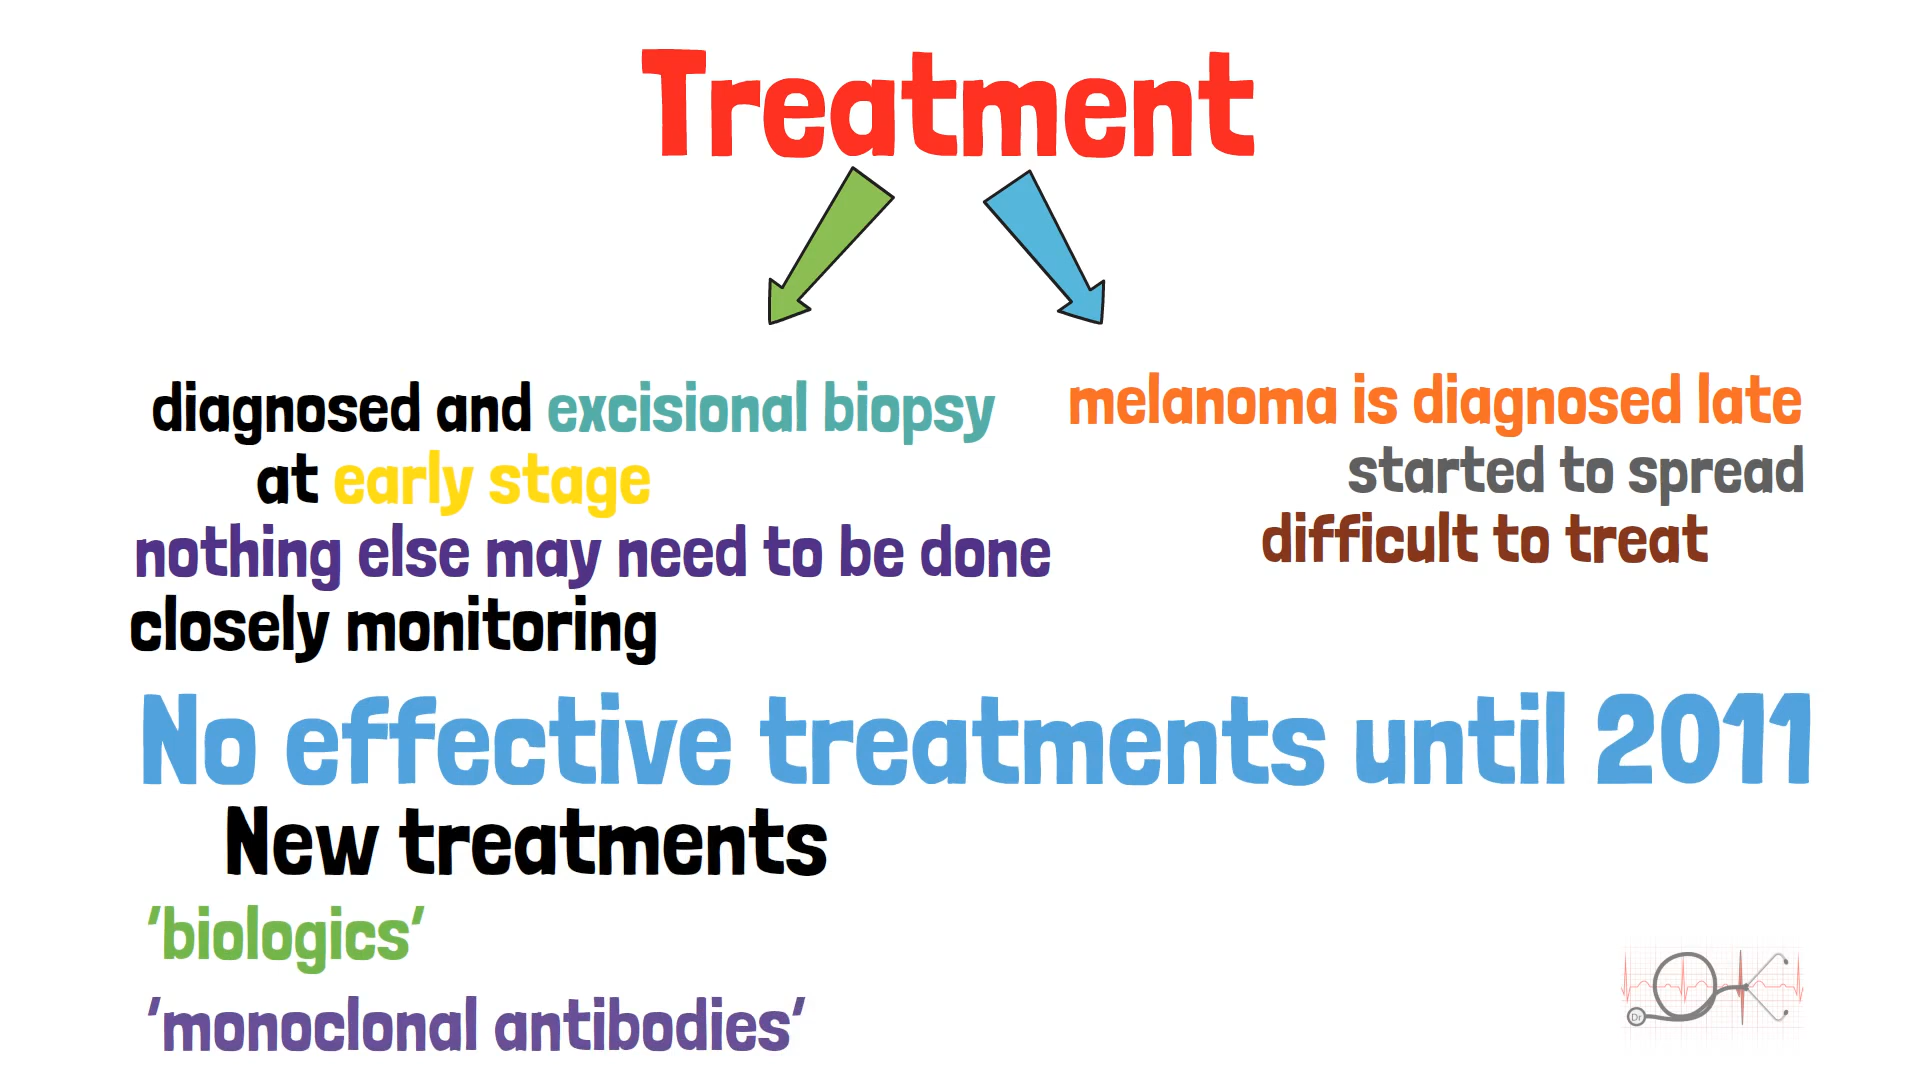 Treatment
diagnosed and excisional biopsy
at early stage
nothing else may need to be done
closely monitoring
melanoma is diagnosed late
started to spread
difficult to treat
No effective treatments until 2011
New treatments
'biologics'
'monoclonal antibodies'
Dr